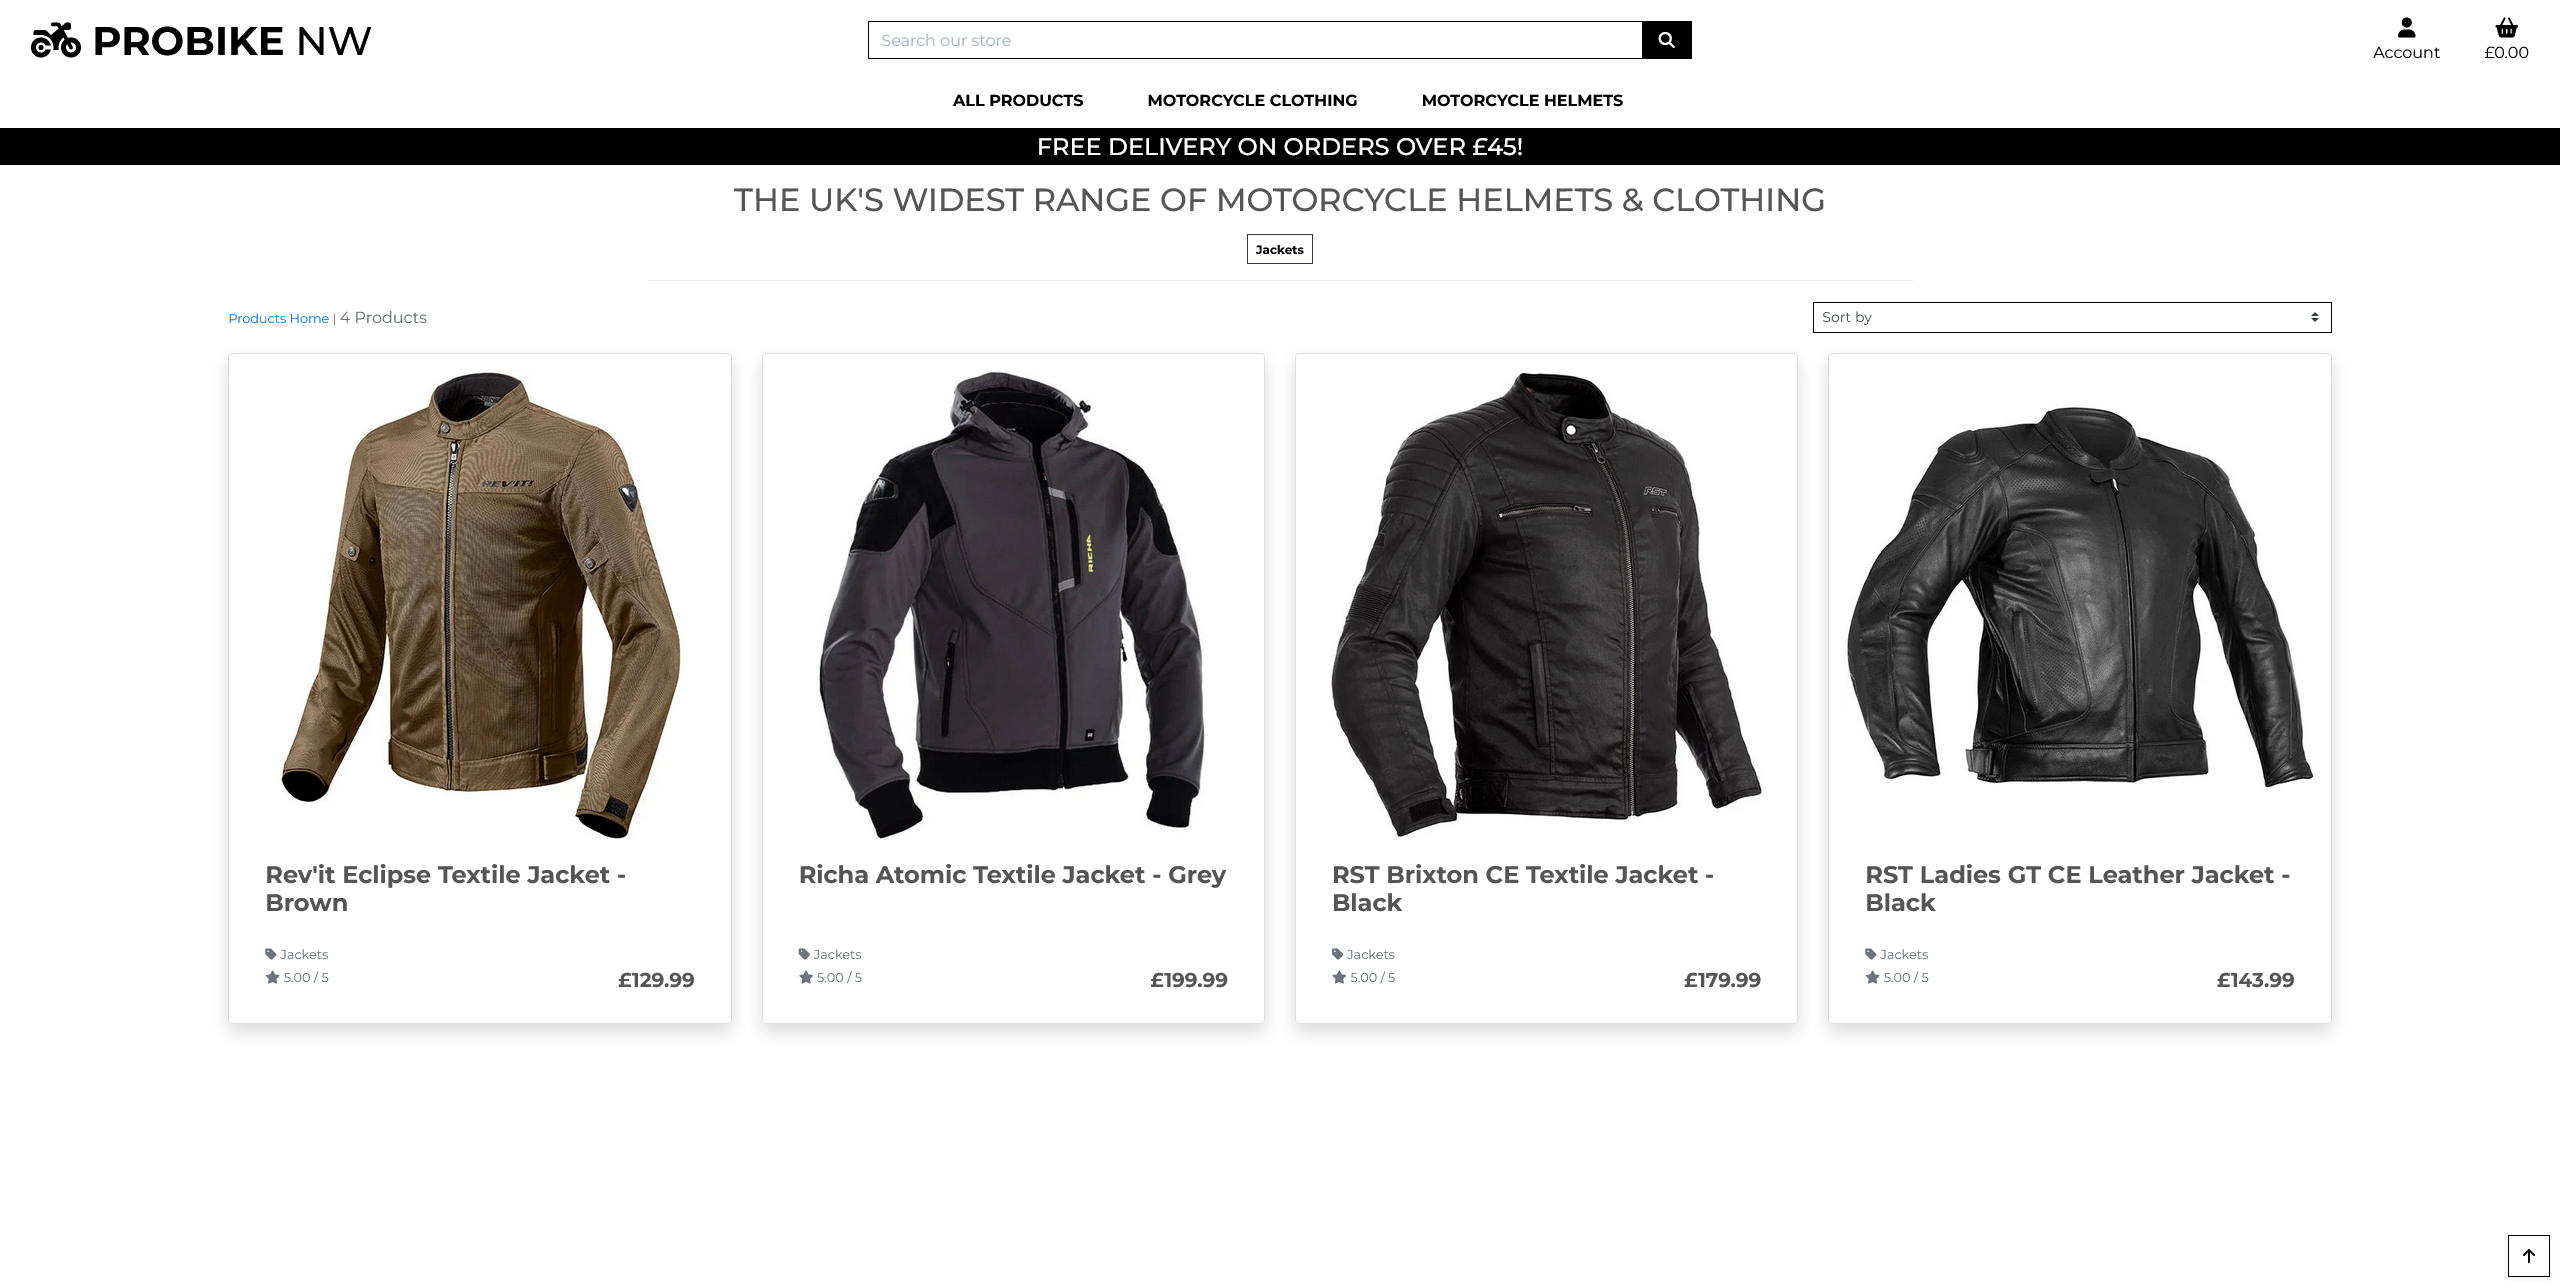 PROBIKE NW
Search our store
Account
£0.00
ALL PRODUCTS
MOTORCYCLE CLOTHING
MOTORCYCLE HELMETS
FREE DELIVERY ON ORDERS OVER £45!
THE UK'S WIDEST RANGE OF MOTORCYCLE HELMETS & CLOTHING
Jackets
Products Home | 4 Products
Sort by
REV'IT!
RICHA
RST
Rev'it Eclipse Textile Jacket -
Brown
Jackets
5.00 / 5
£129.99
Richa Atomic Textile Jacket - Grey
Jackets
5.00 / 5
£199.99
RST Brixton CE Textile Jacket -
Black
Jackets
5.00 / 5
£179.99
RST Ladies GT CE Leather Jacket -
Black
Jackets
5.00 / 5
£143.99